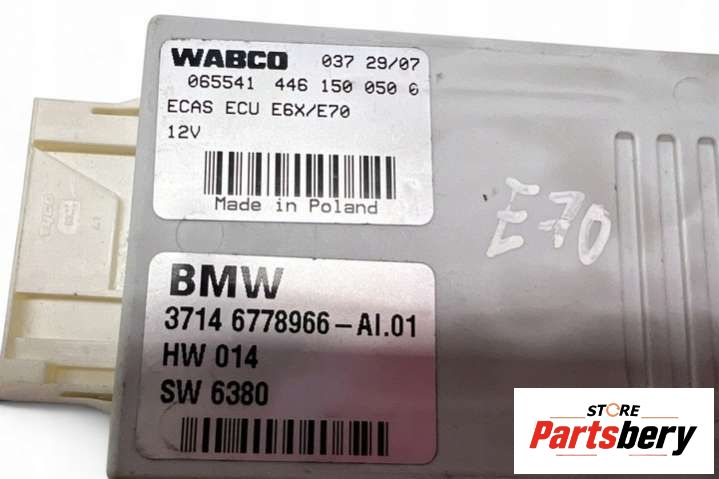 WABCO 037 29/07
065541 446 150 050 6
ECAS ECU E6X/E70
12V
Made in Poland
E70
BMW
3714 6778966-AI.01
HW 014
SW 6380
STORE
Partsbery